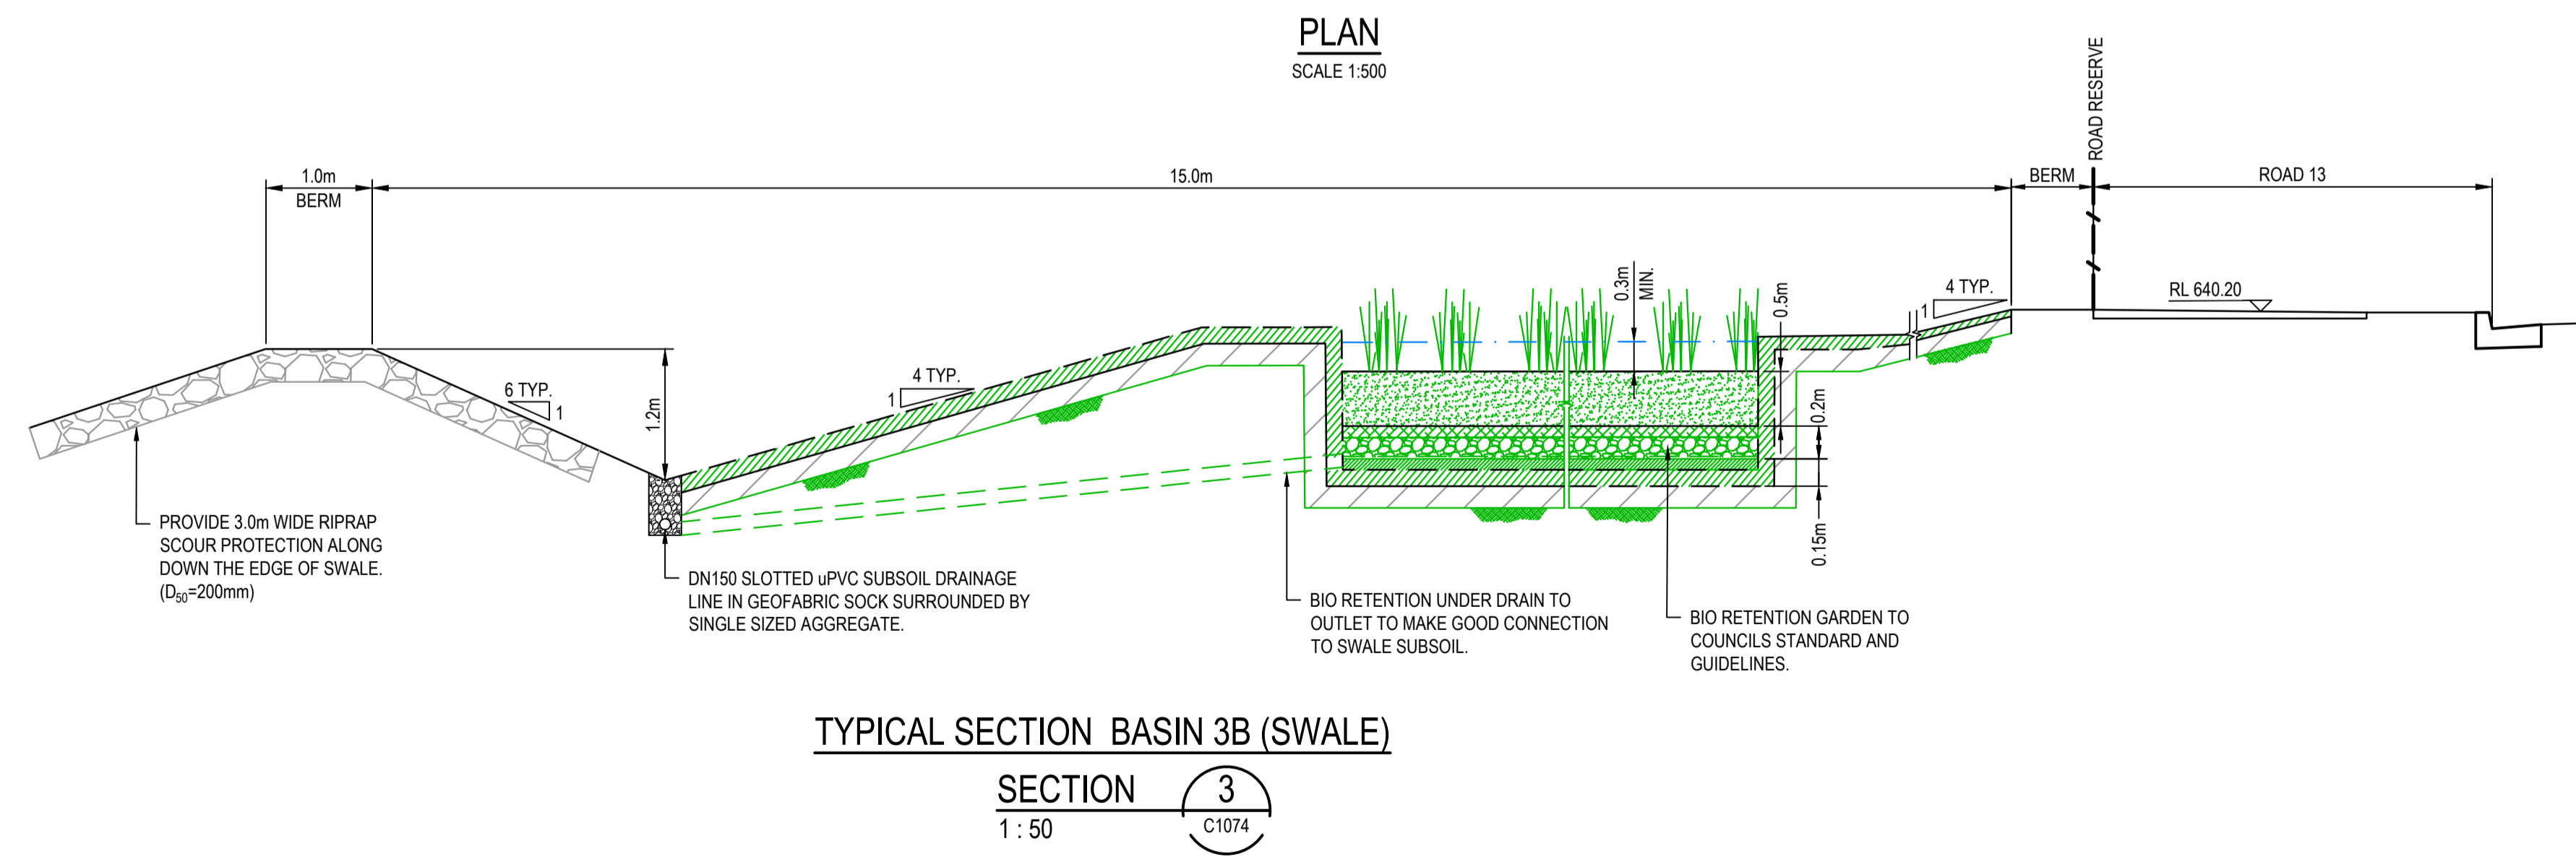 PLAN
SCALE 1:500
ROAD RESERVE
1.0m
BERM
15.0m
BERM
ROAD 13
6 TYP.
1
1.2m
1
4 TYP.
0.3m
MIN.
0.5m
0.2m
0.15m
1
4 TYP.
RL 640.20
PROVIDE 3.0m WIDE RIPRAP
SCOUR PROTECTION ALONG
DOWN THE EDGE OF SWALE.
(D50=200mm)
DN150 SLOTTED uPVC SUBSOIL DRAINAGE
LINE IN GEOFABRIC SOCK SURROUNDED BY
SINGLE SIZED AGGREGATE.
BIO RETENTION UNDER DRAIN TO
OUTLET TO MAKE GOOD CONNECTION
TO SWALE SUBSOIL.
BIO RETENTION GARDEN TO
COUNCILS STANDARD AND
GUIDELINES.
TYPICAL SECTION BASIN 3B (SWALE)
SECTION
1 : 50
3
C1074